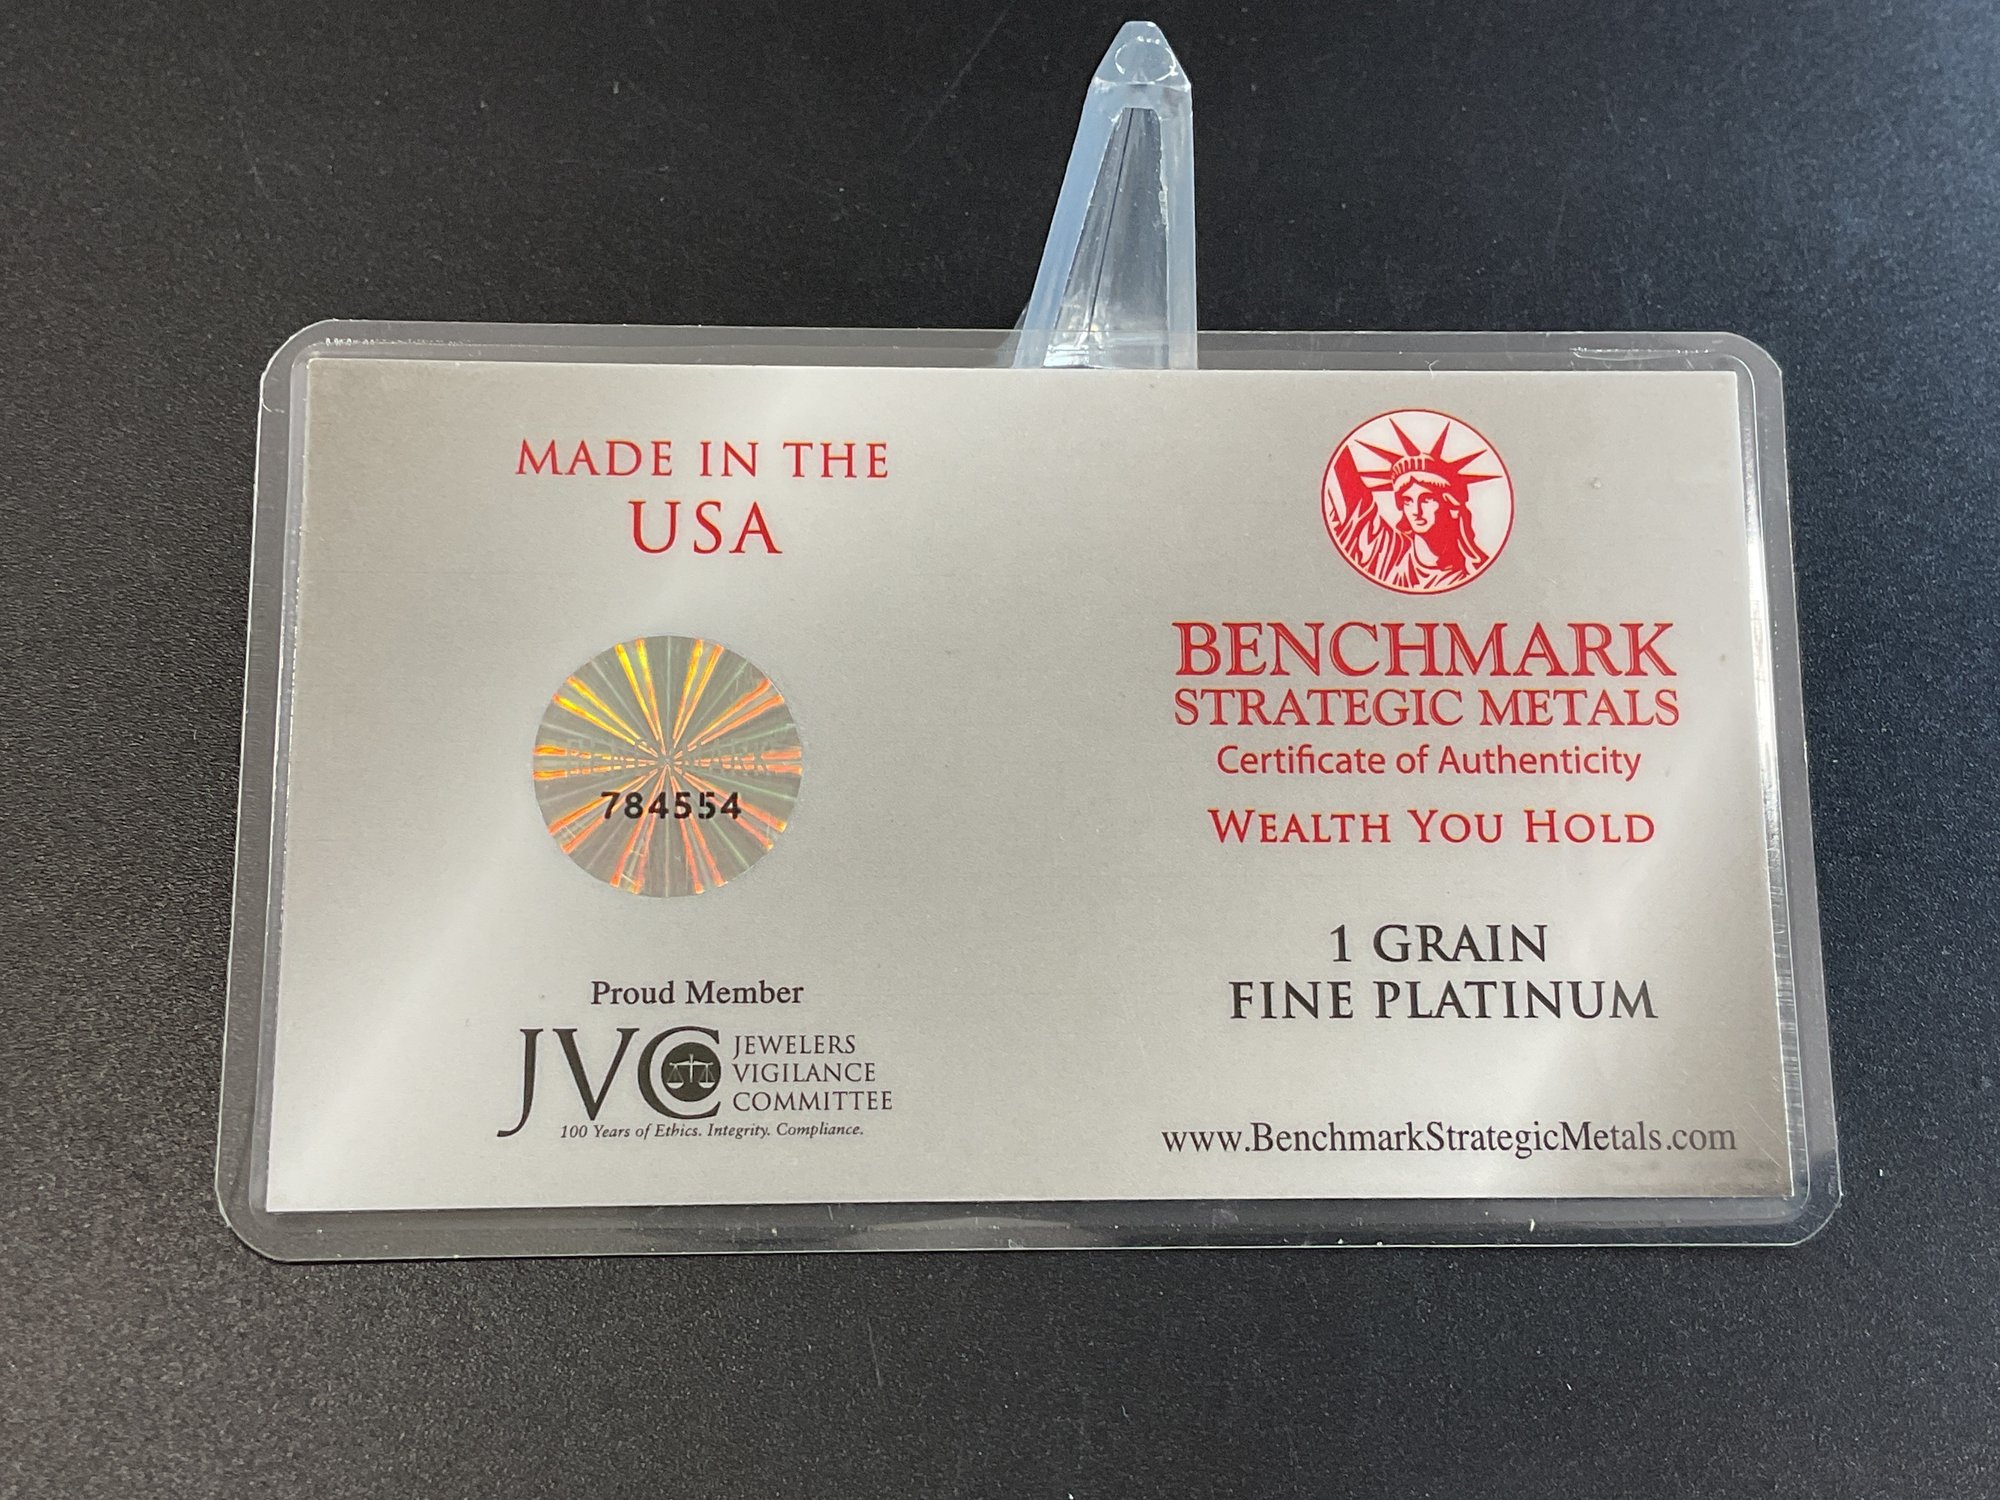 MADE IN THE
USA
BENCHMARK
784554
Proud Member
JVC JEWELERS
VIGILANCE
COMMITTEE
100 Years of Ethics. Integrity. Compliance.
BENCHMARK
STRATEGIC METALS
Certificate of Authenticity
WEALTH YOU HOLD
1 GRAIN
FINE PLATINUM
www.BenchmarkStrategicMetals.com